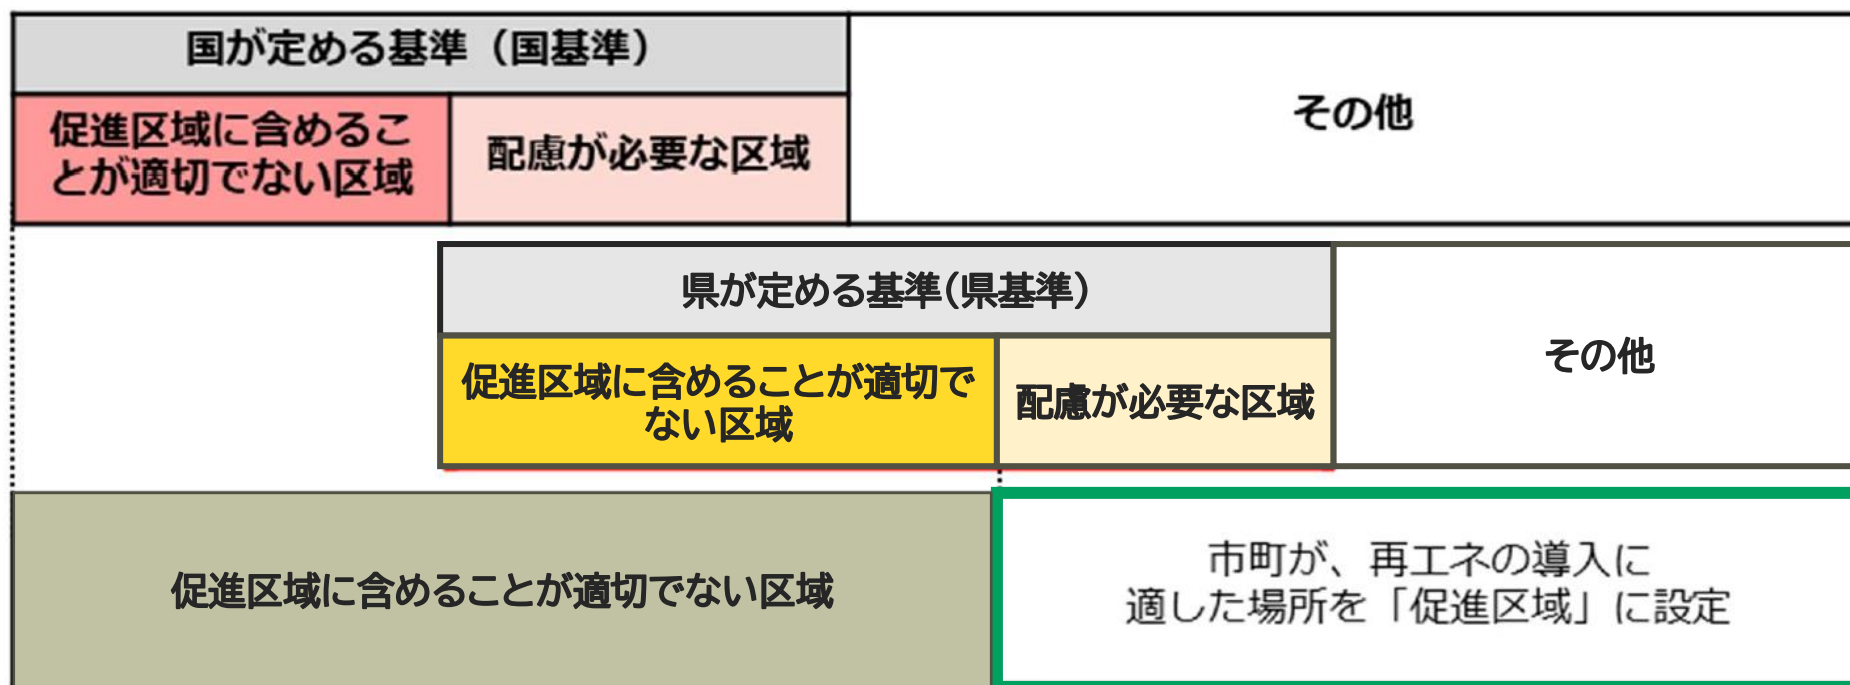 国が定める基準（国基準）
促進区域に含めるこ
とが適切でない区域
配慮が必要な区域
その他
県が定める基準(県基準)
促進区域に含めることが適切で
ない区域
配慮が必要な区域
その他
促進区域に含めることが適切でない区域
市町が、再エネの導入に
適した場所を「促進区域」に設定